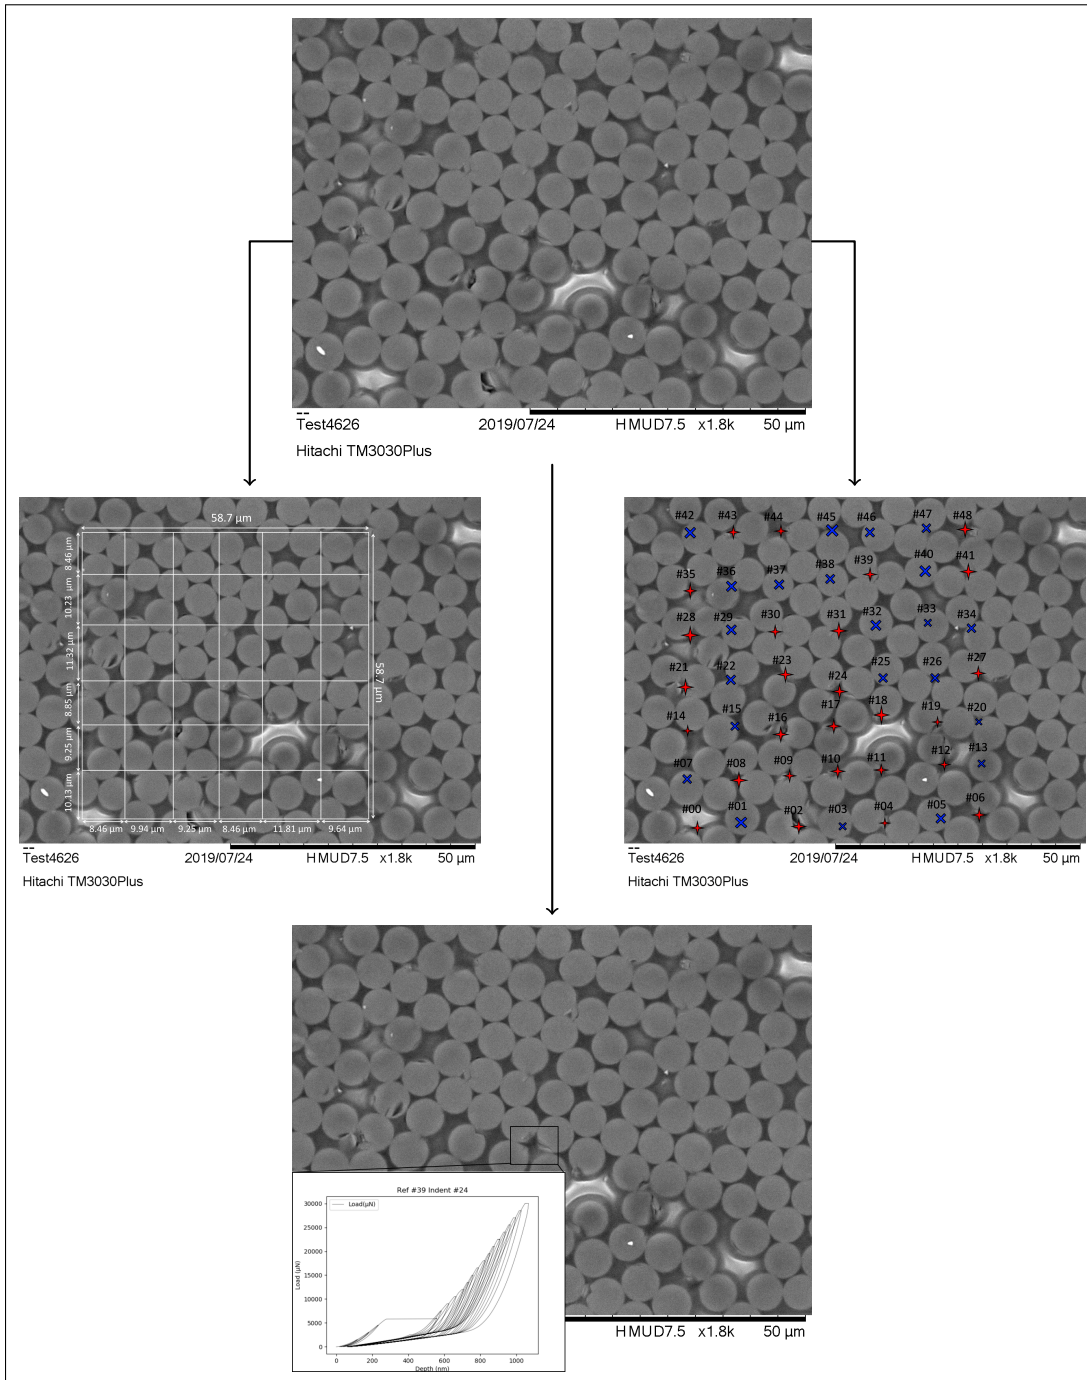 Test4626 2019/07/24 HMUD7.5 x1.8k 50 µm
Hitachi TM3030Plus
58.7 µm
8.46 µm
10.23 µm
11.32 µm
8.85 µm
9.25 µm
10.13 µm
58.7 µm
8.46 µm 9.94 µm 9.25 µm 8.46 µm 11.81 µm 9.64 µm
Test4626 2019/07/24 HMUD7.5 x1.8k 50 µm
Hitachi TM3030Plus
#42 #43 #44 #45 #46 #47 #48
#35 #36 #37 #38 #39 #40 #41
#28 #29 #30 #31 #32 #33 #34
#21 #22 #23 #24 #25 #26 #27
#14 #15 #16 #17 #18 #19 #20
#07 #08 #09 #10 #11 #12 #13
#00 #01 #02 #03 #04 #05 #06
Test4626 2019/07/24 HMUD7.5 x1.8k 50 µm
Hitachi TM3030Plus
Ref #39 Indent #24
Load(µN)
Load (µN)
30000
25000
20000
15000
10000
5000
0
0 200 400 600 800 1000
Depth (nm)
HMUD7.5 x1.8k 50 µm